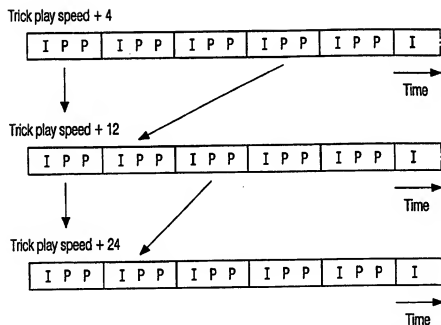 Trick play speed + 4
I P P I P P I P P I P P I P P I
Time
Trick play speed + 12
I P P I P P I P P I P P I P P I
Time
Trick play speed + 24
I P P I P P I P P I P P I P P I
Time